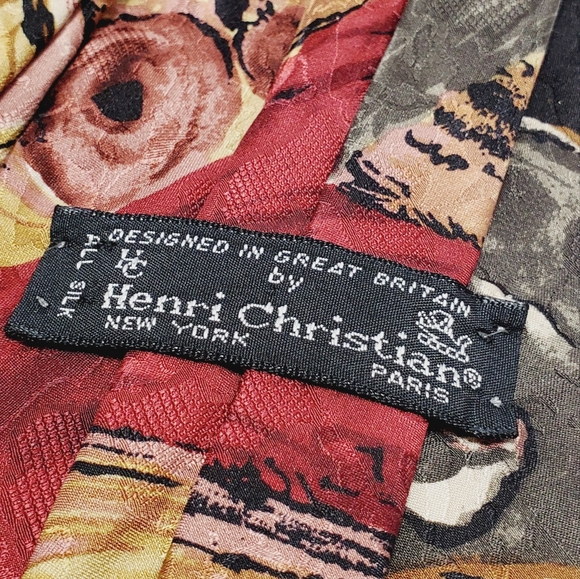 ALL SILK
DESIGNED IN GREAT BRITAIN
HC
by
Henri Christian®
NEW YORK
PARIS